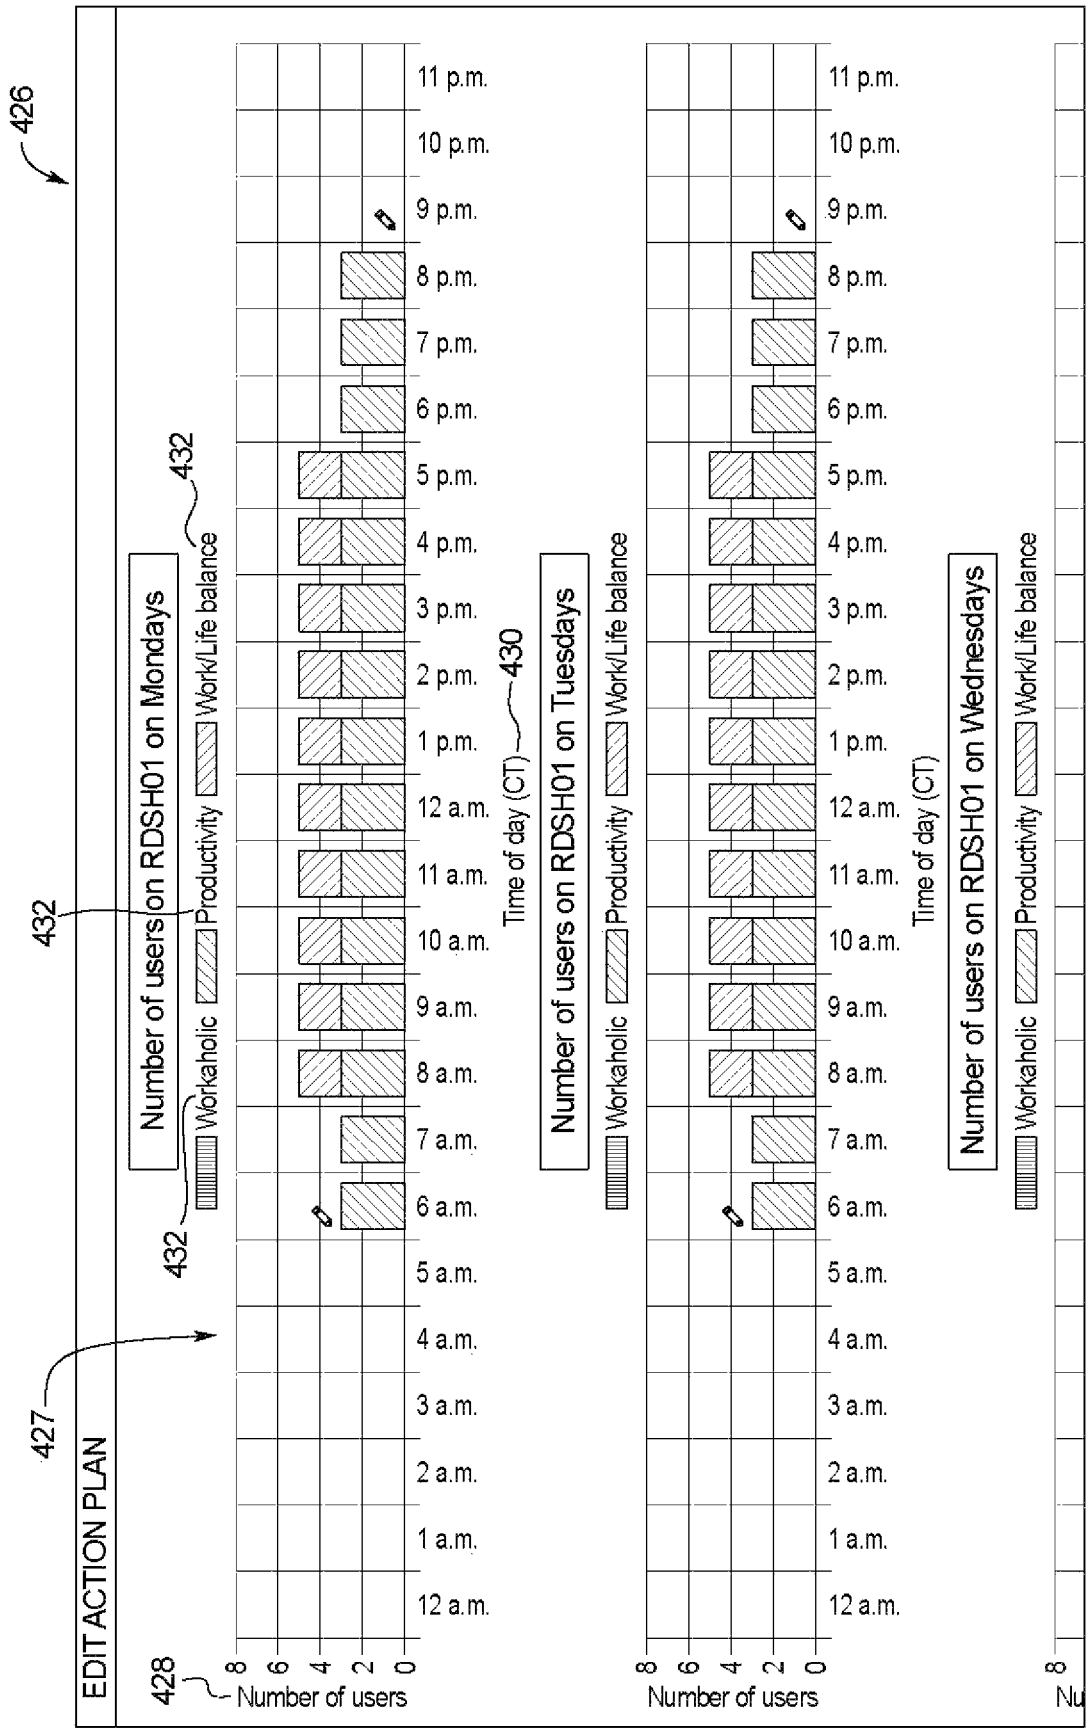 426
EDIT ACTION PLAN
427
432
432
432
Number of users on RDSH01 on Mondays
Workaholic Productivity Work/Life balance
428
Number of users
8
6
4
2
0
12 a.m. 1 a.m. 2 a.m. 3 a.m. 4 a.m. 5 a.m. 6 a.m. 7 a.m. 8 a.m. 9 a.m. 10 a.m. 11 a.m. 12 a.m. 1 p.m. 2 p.m. 3 p.m. 4 p.m. 5 p.m. 6 p.m. 7 p.m. 8 p.m. 9 p.m. 10 p.m. 11 p.m.
Time of day (CT) 430
Number of users on RDSH01 on Tuesdays
Workaholic Productivity Work/Life balance
Number of users
8
6
4
2
0
12 a.m. 1 a.m. 2 a.m. 3 a.m. 4 a.m. 5 a.m. 6 a.m. 7 a.m. 8 a.m. 9 a.m. 10 a.m. 11 a.m. 12 a.m. 1 p.m. 2 p.m. 3 p.m. 4 p.m. 5 p.m. 6 p.m. 7 p.m. 8 p.m. 9 p.m. 10 p.m. 11 p.m.
Time of day (CT)
Number of users on RDSH01 on Wednesdays
Workaholic Productivity Work/Life balance
8
Nu